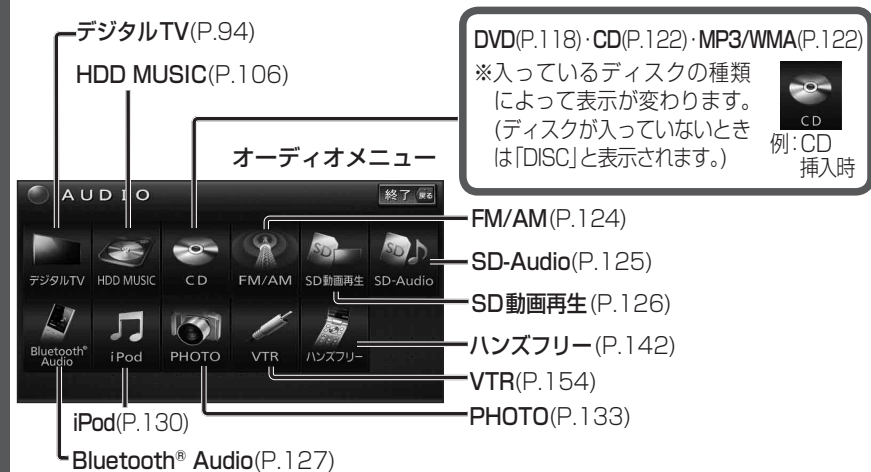 デジタルTV(P.94)
HDD MUSIC(P.106)
オーディオメニュー
DVD(P.118)・CD(P.122)・MP3/WMA(P.122)
※入っているディスクの種類
によって表示が変わります。
(ディスクが入っていないとき
は「DISC」と表示されます。)
CD
例:CD
挿入時
AUDIO
終了 戻る
デジタルTV HDD MUSIC CD FM/AM SD動画再生 SD-Audio
SD SD
Bluetooth®
Audio
iPod PHOTO VTR ハンズフリー
FM/AM(P.124)
SD-Audio(P.125)
SD動画再生(P.126)
ハンズフリー(P.142)
VTR(P.154)
PHOTO(P.133)
iPod(P.130)
Bluetooth® Audio(P.127)